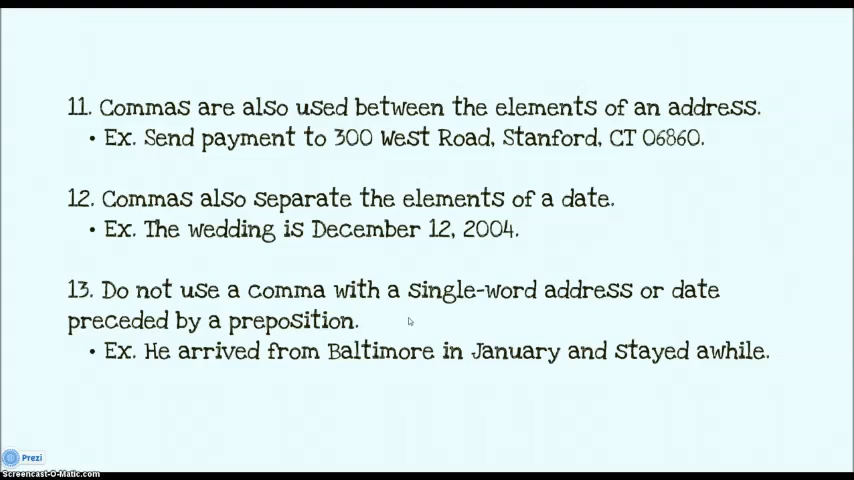 11. Commas are also used between the elements of an address.
• Ex. Send payment to 300 West Road, Stanford, CT 06860.
12. Commas also separate the elements of a date.
• Ex. The wedding is December 12, 2004.
13. Do not use a comma with a single-word address or date
preceded by a preposition.
• Ex. He arrived from Baltimore in January and stayed awhile.
Prezi
Screencast-O-Matic.com